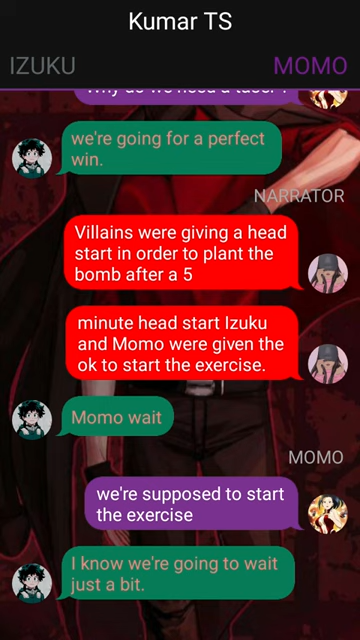 Kumar TS
IZUKU
MOMO
we're going for a perfect
win.
NARRATOR
Villains were giving a head
start in order to plant the
bomb after a 5
minute head start Izuku
and Momo were given the
ok to start the exercise.
Momo wait
MOMO
we're supposed to start
the exercise
I know we're going to wait
just a bit.